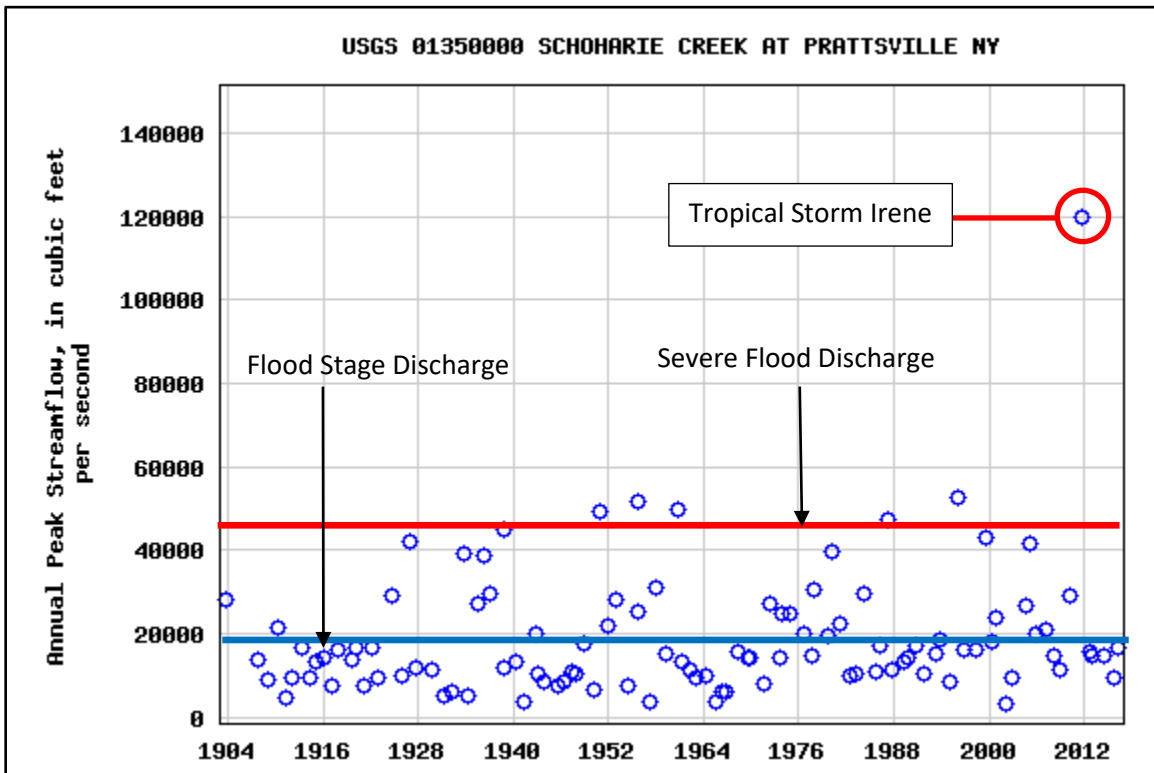 USGS 01350000 SCHOHARIE CREEK AT PRATTSVILLE NY
Annual Peak Streamflow, in cubic feet
per second
140000
120000
100000
80000
60000
40000
20000
0
Tropical Storm Irene
Flood Stage Discharge
Severe Flood Discharge
1904 1916 1928 1940 1952 1964 1976 1988 2000 2012